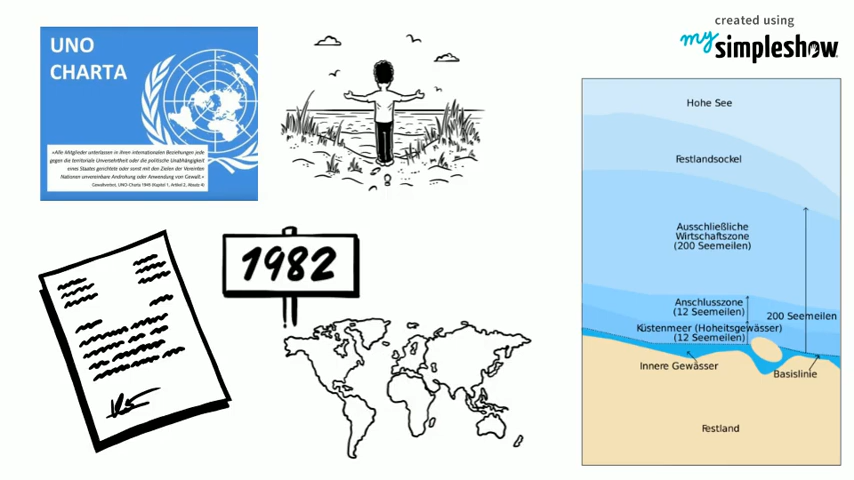 created using
my simpleshow
UNO
CHARTA
«Alle Mitglieder unterlassen in ihren internationalen Beziehungen jede
gegen die territoriale Unversehrtheit oder die politische Unabhängigkeit
eines Staates gerichtete oder sonst mit den Zielen der Vereinten
Nationen unvereinbare Androhung oder Anwendung von Gewalt.»
Gewaltverbot, UNO-Charta 1945 (Kapitel 1, Artikel 2, Absatz 4)
1982
Hohe See
Festlandsockel
Ausschließliche
Wirtschaftszone
(200 Seemeilen)
Anschlusszone
(12 Seemeilen)
200 Seemeilen
Küstenmeer (Hoheitsgewässer)
(12 Seemeilen)
Innere Gewässer
Basislinie
Festland